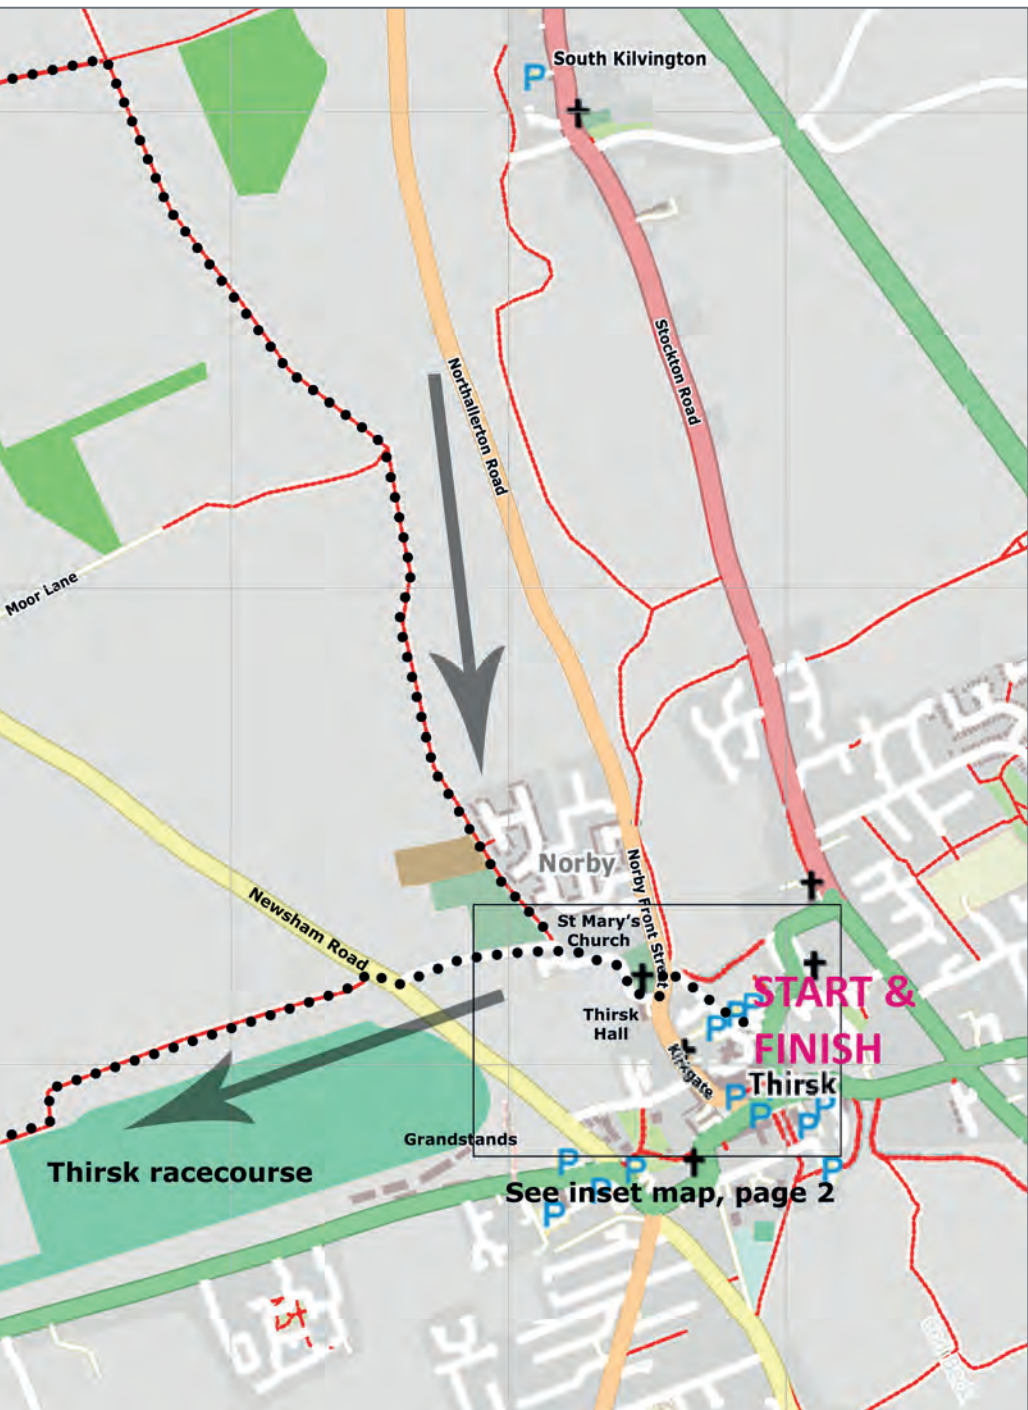 South Kilvington
P
Stockton Road
Northallerton Road
Moor Lane
Norby
Norby Front Street
Newsham Road
St Mary's
Church
START &
FINISH
Thirsk
Hall
P
P
P
Kirkgate
Thirsk
P
P
P
P
Grandstands
Thirsk racecourse
P
P
P
P
P
See inset map, page 2